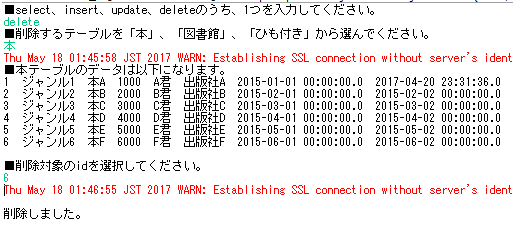 ■select、insert、update、deleteのうち、1つを入力してください。
delete
■削除するテーブルを「本」、「図書館」、「ひも付き」から選んでください。
本
Thu May 18 01:45:58 JST 2017 WARN: Establishing SSL connection without server's ident
■本テーブルのデータは以下になります。
1 ジャンル1 本A 1000 A君 出版社A 2015-01-01 00:00:00.0 2017-04-20 23:31:36.0
2 ジャンル2 本B 2000 B君 出版社B 2015-02-01 00:00:00.0 2015-02-02 00:00:00.0
3 ジャンル3 本C 3000 C君 出版社C 2015-03-01 00:00:00.0 2015-03-02 00:00:00.0
4 ジャンル4 本D 4000 D君 出版社D 2015-04-01 00:00:00.0 2015-04-02 00:00:00.0
5 ジャンル5 本E 5000 E君 出版社E 2015-05-01 00:00:00.0 2015-05-02 00:00:00.0
6 ジャンル6 本F 6000 F君 出版社F 2015-06-01 00:00:00.0 2015-06-02 00:00:00.0
■削除対象のidを選択してください。
6
Thu May 18 01:46:55 JST 2017 WARN: Establishing SSL connection without server's ident
削除しました。